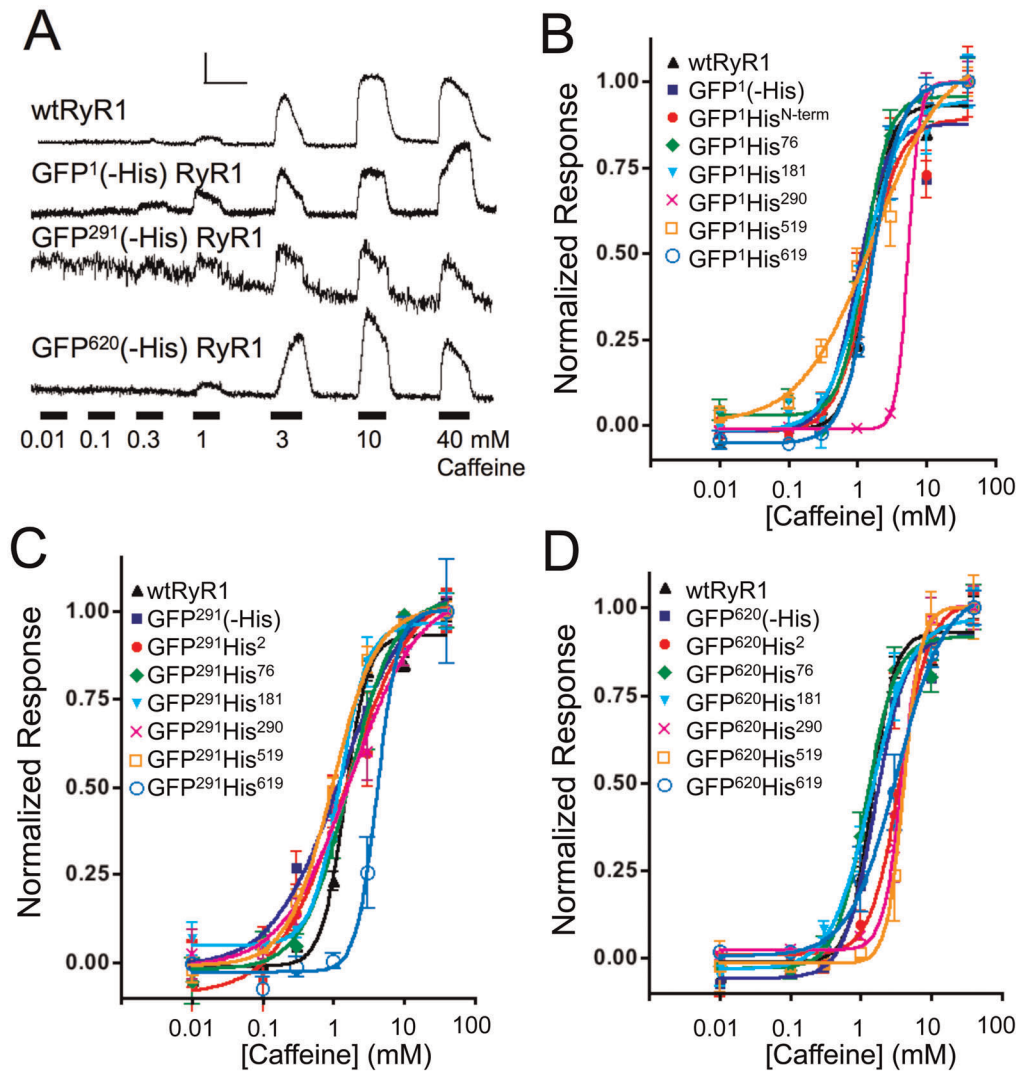 A
wtRyR1
GFP¹(-His) RyR1
GFP²⁹¹(-His) RyR1
GFP⁶²⁰(-His) RyR1
0.01 0.1 0.3 1 3 10 40 mM
Caffeine
B
Normalized Response
1.00
0.75
0.50
0.25
0.00
wtRyR1
GFP¹(-His)
GFP¹Hisᴺ⁻ᵗᵉʳᵐ
GFP¹His⁷⁶
GFP¹His¹⁸¹
GFP¹His²⁹⁰
GFP¹His⁵¹⁹
GFP¹His⁶¹⁹
0.01 0.1 1 10 100
[Caffeine] (mM)
C
Normalized Response
1.00
0.75
0.50
0.25
0.00
wtRyR1
GFP²⁹¹(-His)
GFP²⁹¹His²
GFP²⁹¹His⁷⁶
GFP²⁹¹His¹⁸¹
GFP²⁹¹His²⁹⁰
GFP²⁹¹His⁵¹⁹
GFP²⁹¹His⁶¹⁹
0.01 0.1 1 10 100
[Caffeine] (mM)
D
Normalized Response
1.00
0.75
0.50
0.25
0.00
wtRyR1
GFP⁶²⁰(-His)
GFP⁶²⁰His²
GFP⁶²⁰His⁷⁶
GFP⁶²⁰His¹⁸¹
GFP⁶²⁰His²⁹⁰
GFP⁶²⁰His⁵¹⁹
GFP⁶²⁰His⁶¹⁹
0.01 0.1 1 10 100
[Caffeine] (mM)